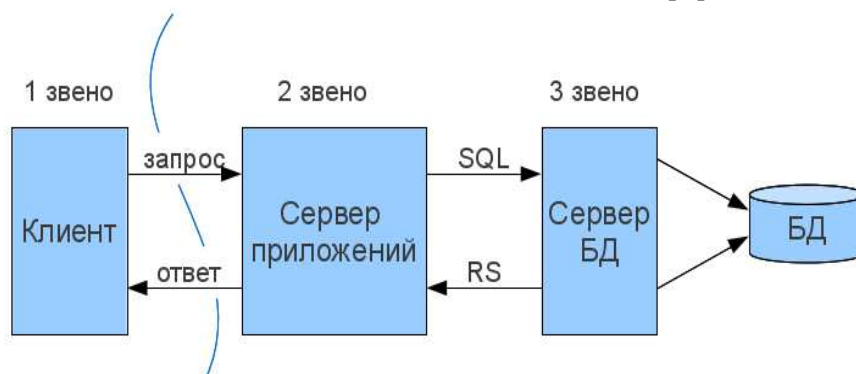 1 звено
2 звено
3 звено
Клиент
запрос
ответ
Сервер
приложений
SQL
RS
Сервер
БД
БД